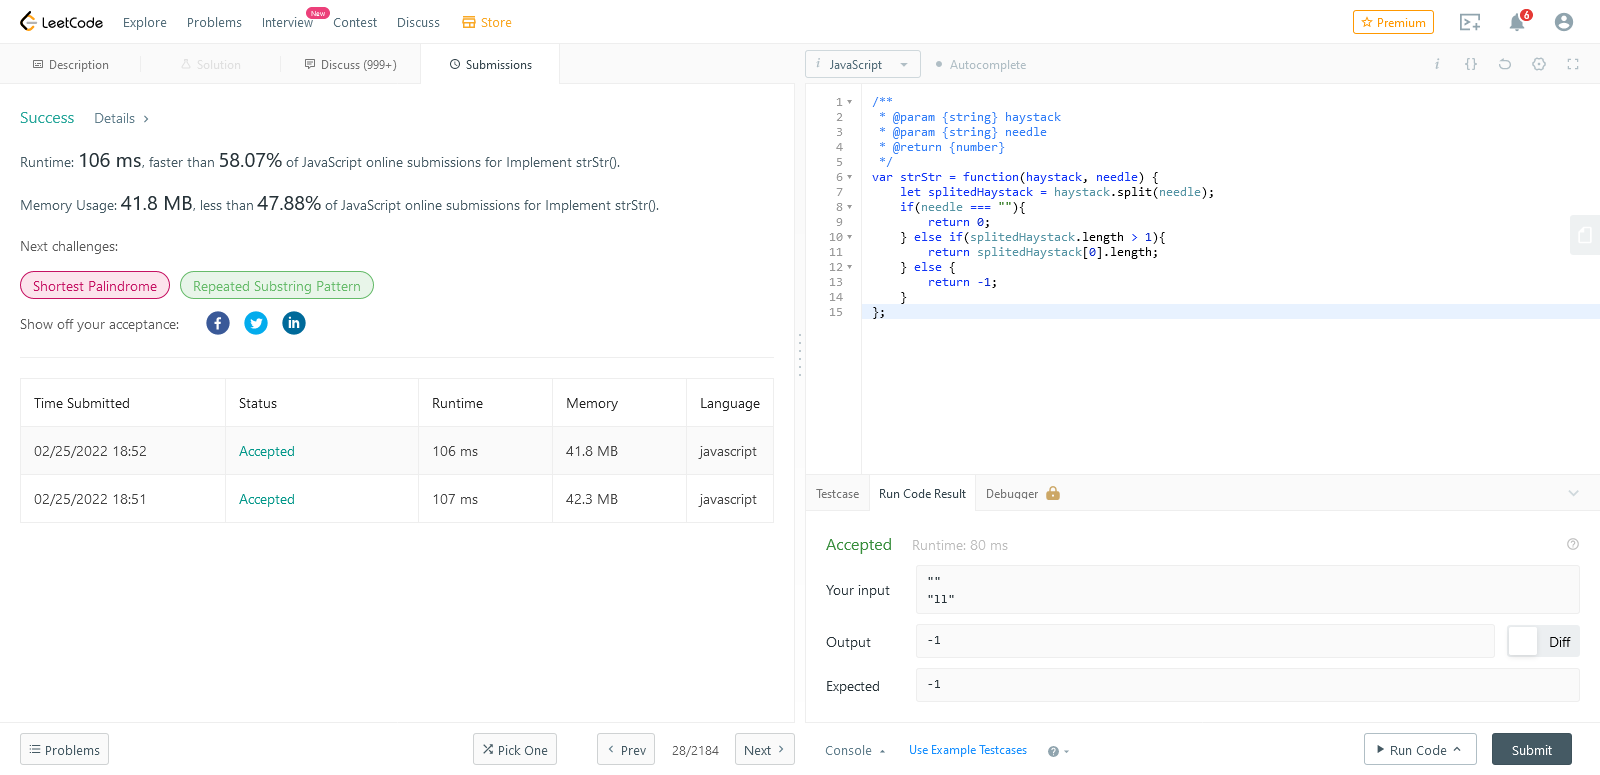 LeetCode
Explore
Problems
Interview
New
Contest
Discuss
Store
Premium
6
Description
Solution
Discuss (999+)
Submissions
i JavaScript
Autocomplete
i {}
Success Details >
Runtime: 106 ms, faster than 58.07% of JavaScript online submissions for Implement strStr().
Memory Usage: 41.8 MB, less than 47.88% of JavaScript online submissions for Implement strStr().
Next challenges:
Shortest Palindrome
Repeated Substring Pattern
Show off your acceptance:
f
in
Time Submitted Status Runtime Memory Language
02/25/2022 18:52 Accepted 106 ms 41.8 MB javascript
02/25/2022 18:51 Accepted 107 ms 42.3 MB javascript
1 /**
2  * @param {string} haystack
3  * @param {string} needle
4  * @return {number}
5  */
6 var strStr = function(haystack, needle) {
7     let splitedHaystack = haystack.split(needle);
8     if(needle === ""){
9         return 0;
10     } else if(splitedHaystack.length > 1){
11         return splitedHaystack[0].length;
12     } else {
13         return -1;
14     }
15 };
Testcase
Run Code Result
Debugger
Accepted Runtime: 80 ms
?
Your input
""
"ll"
Output
-1
Diff
Expected
-1
Problems
Pick One
< Prev
28/2184
Next >
Console
Use Example Testcases
?
Run Code
Submit